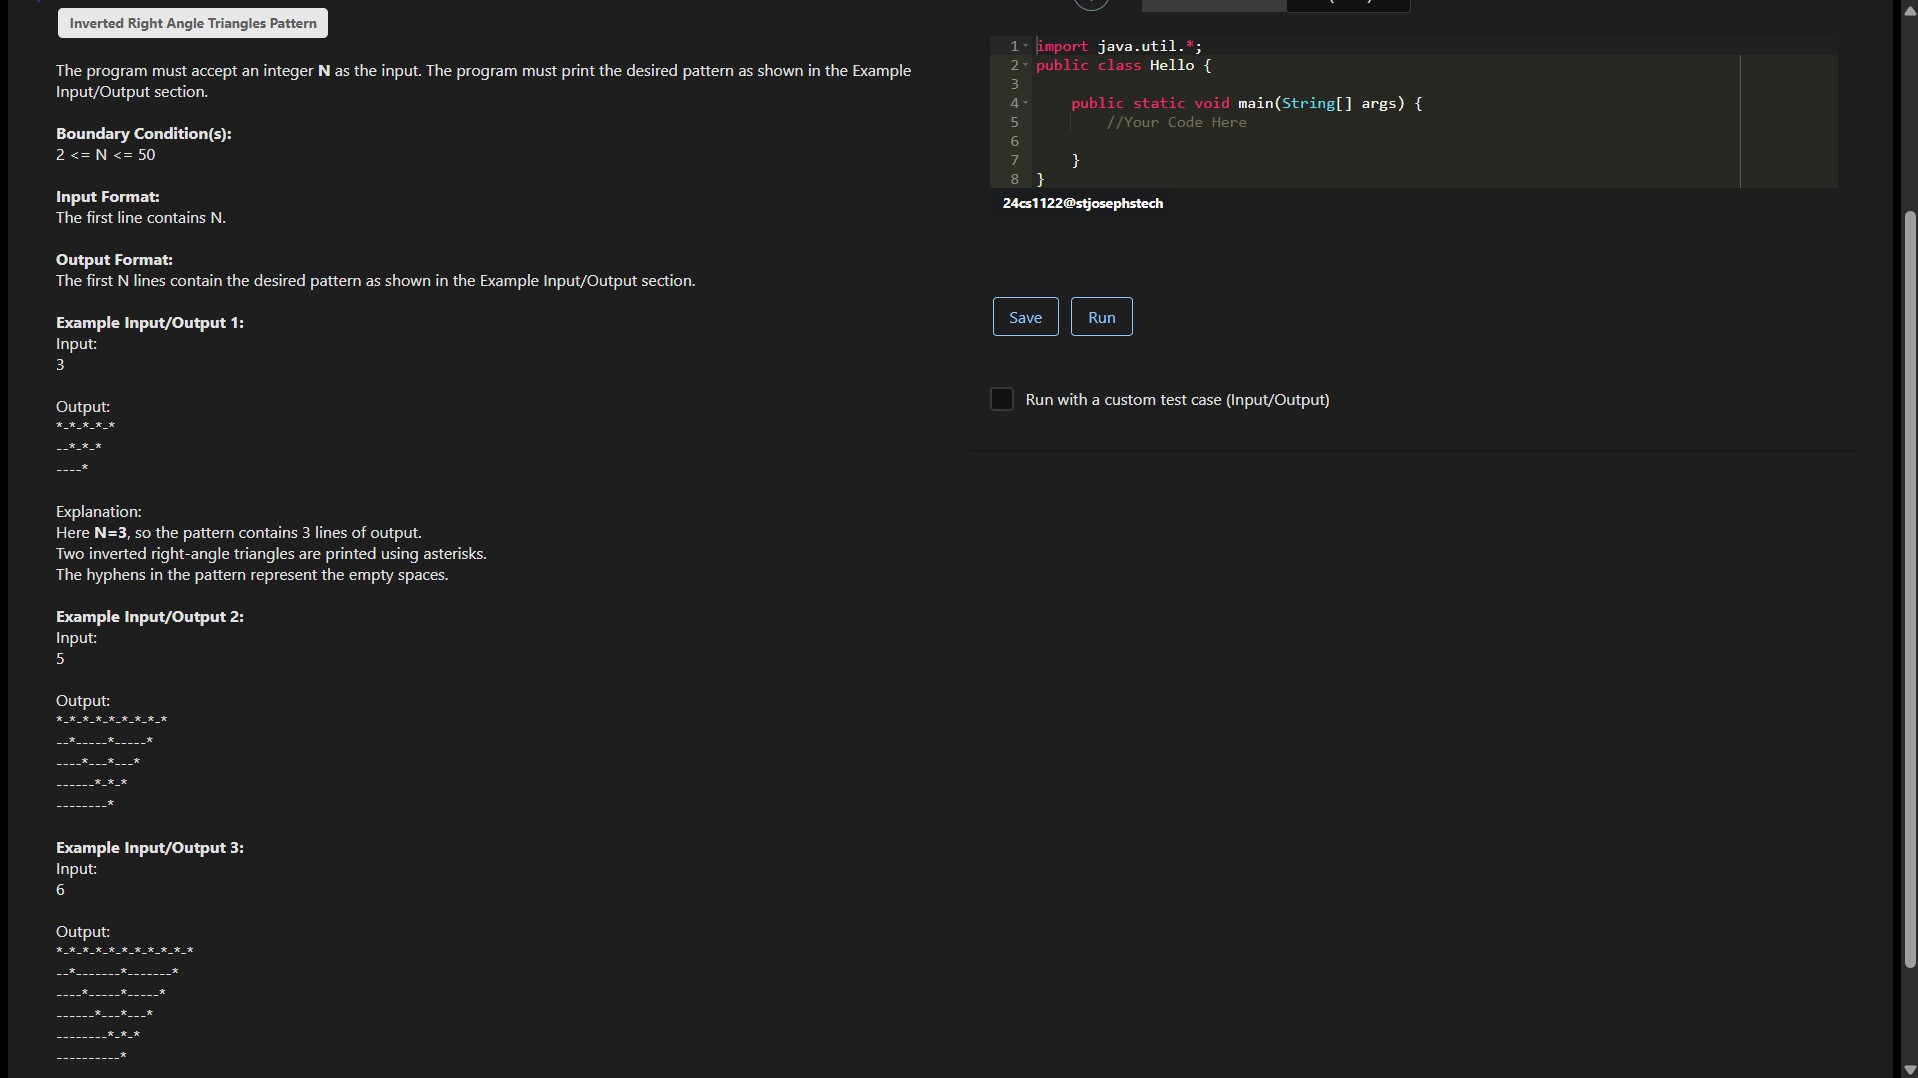 Inverted Right Angle Triangles Pattern
The program must accept an integer N as the input. The program must print the desired pattern as shown in the Example
Input/Output section.
Boundary Condition(s):
2 <= N <= 50
Input Format:
The first line contains N.
Output Format:
The first N lines contain the desired pattern as shown in the Example Input/Output section.
Example Input/Output 1:
Input:
3
Output:
*-*-*-*-*
--*-*-*
----*
Explanation:
Here N=3, so the pattern contains 3 lines of output.
Two inverted right-angle triangles are printed using asterisks.
The hyphens in the pattern represent the empty spaces.
Example Input/Output 2:
Input:
5
Output:
*-*-*-*-*-*-*-*-*
--*-----*-----*
----*---*---*
------*-*-*
--------*
Example Input/Output 3:
Input:
6
Output:
*-*-*-*-*-*-*-*-*-*-*
--*-------*-------*
----*-----*-----*
------*---*---*
--------*-*-*
----------*
1 import java.util.*;
2 public class Hello {
3
4 public static void main(String[] args) {
5 //Your Code Here
6
7 }
8 }
24cs1122@stjosephstech
Save Run
Run with a custom test case (Input/Output)